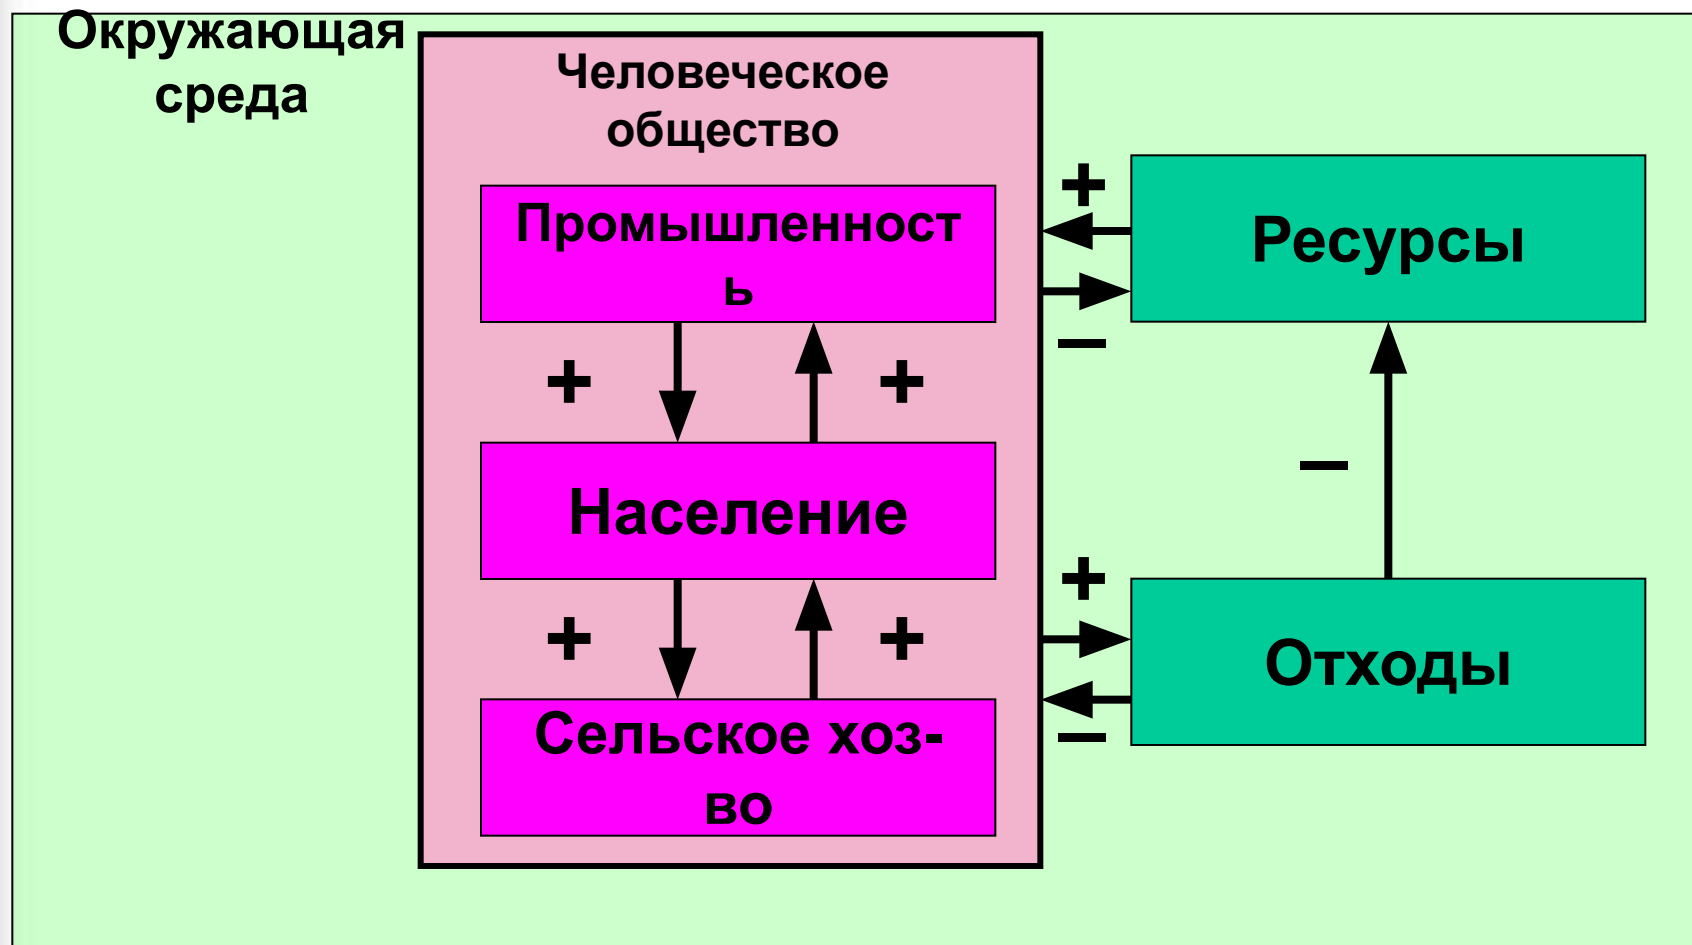 Окружающая
среда
Человеческое
общество
Промышленност
ь
+
+
Население
+
+
Сельское хоз-
во
+
–
Ресурсы
–
+
–
Отходы